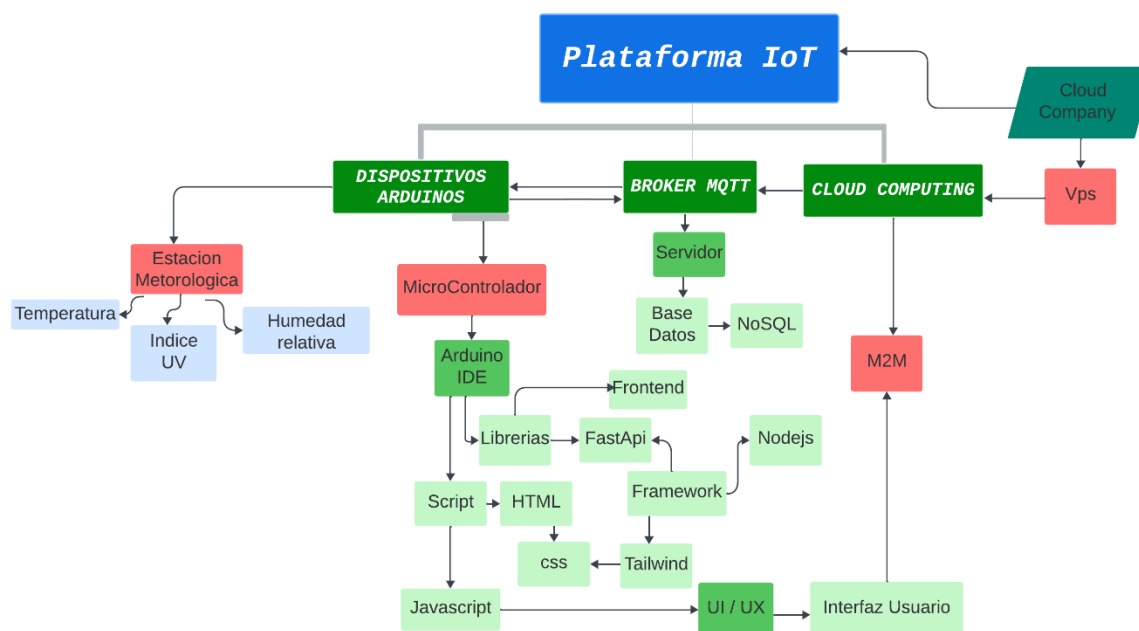 Plataforma IoT
Cloud
Company
DISPOSITIVOS
ARDUINOS
BROKER MQTT
CLOUD COMPUTING
Vps
Estacion
Metorologica
Servidor
MicroControlador
Temperatura
Indice
UV
Humedad
relativa
Base
Datos
NoSQL
M2M
Arduino
IDE
Frontend
Librerias
FastApi
Nodejs
Script
HTML
Framework
css
Tailwind
Javascript
UI / UX
Interfaz Usuario